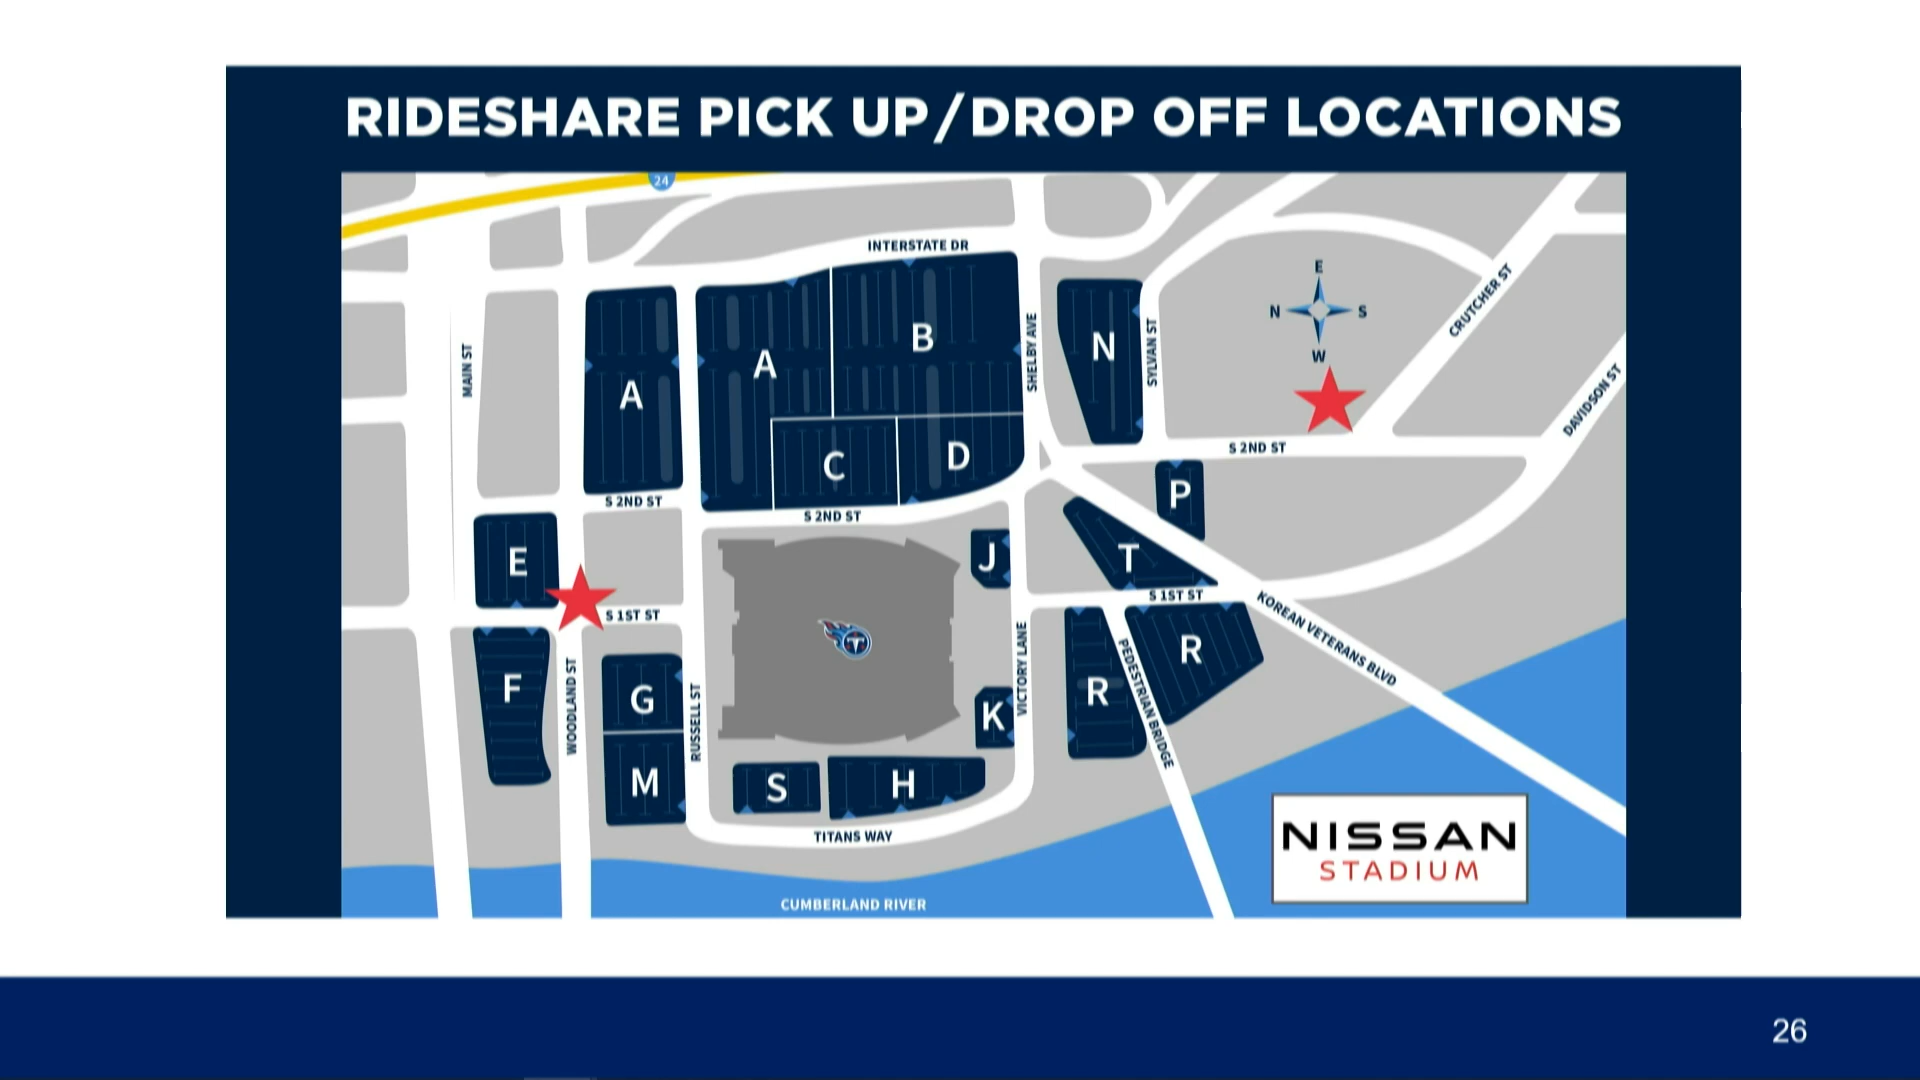 RIDESHARE PICK UP/DROP OFF LOCATIONS
24
INTERSTATE DR
E
N
S
W
CRUTCHER ST
MAIN ST
SHELBY AVE
SYLVAN ST
DAVIDSON ST
A
A
B
N
C
D
S 2ND ST
S 2ND ST
S 2ND ST
P
E
J
T
S 1ST ST
S 1ST ST
KOREAN VETERANS BLVD
F
WOODLAND ST
G
RUSSELL ST
T
K
VICTORY LANE
R
PEDESTRIAN BRIDGE
R
M
S
H
TITANS WAY
NISSAN
STADIUM
CUMBERLAND RIVER
26